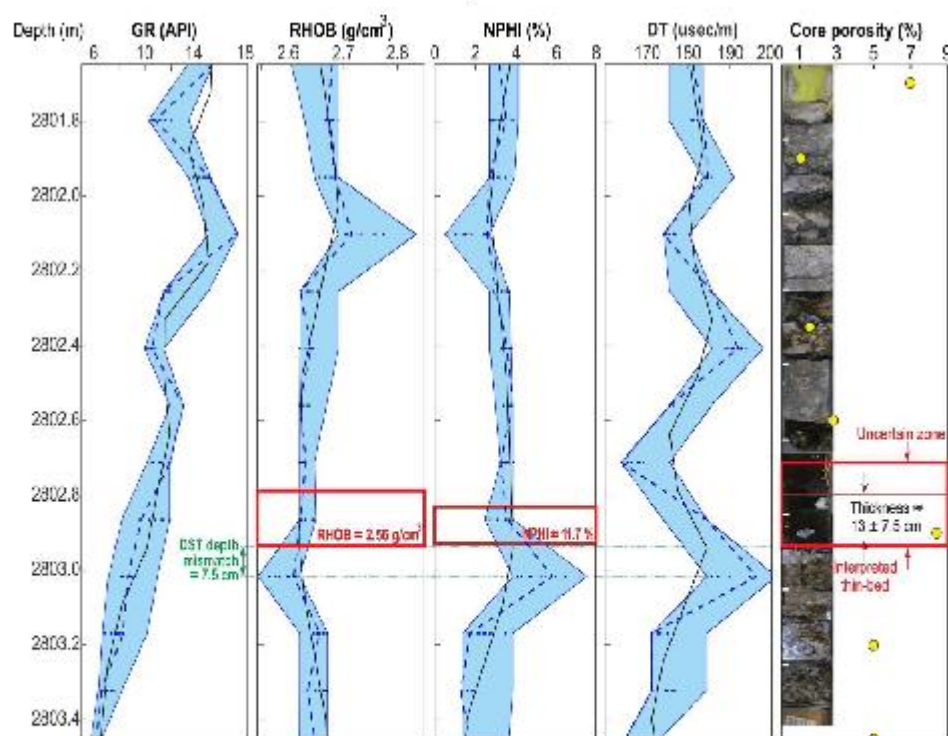 Depth (m) GR (API) RHOB (g/cm³) NPHI (%) DT (usec/m) Core porosity (%)
6 10 14 18 2.6 2.7 2.8 0 2 4 6 8 170 180 190 200 1 3 5 7 9
2801.8
2802.0
2802.2
2802.4
2802.6
Uncertain zone
2802.8
Thickness ≈
13 ± 7.5 cm
RHOB = 2.56 g/cm³
NPHI = 11.7 %
DST depth
mismatch
= 7.5 cm
2803.0
Interpreted
thin-bed
2803.2
2803.4